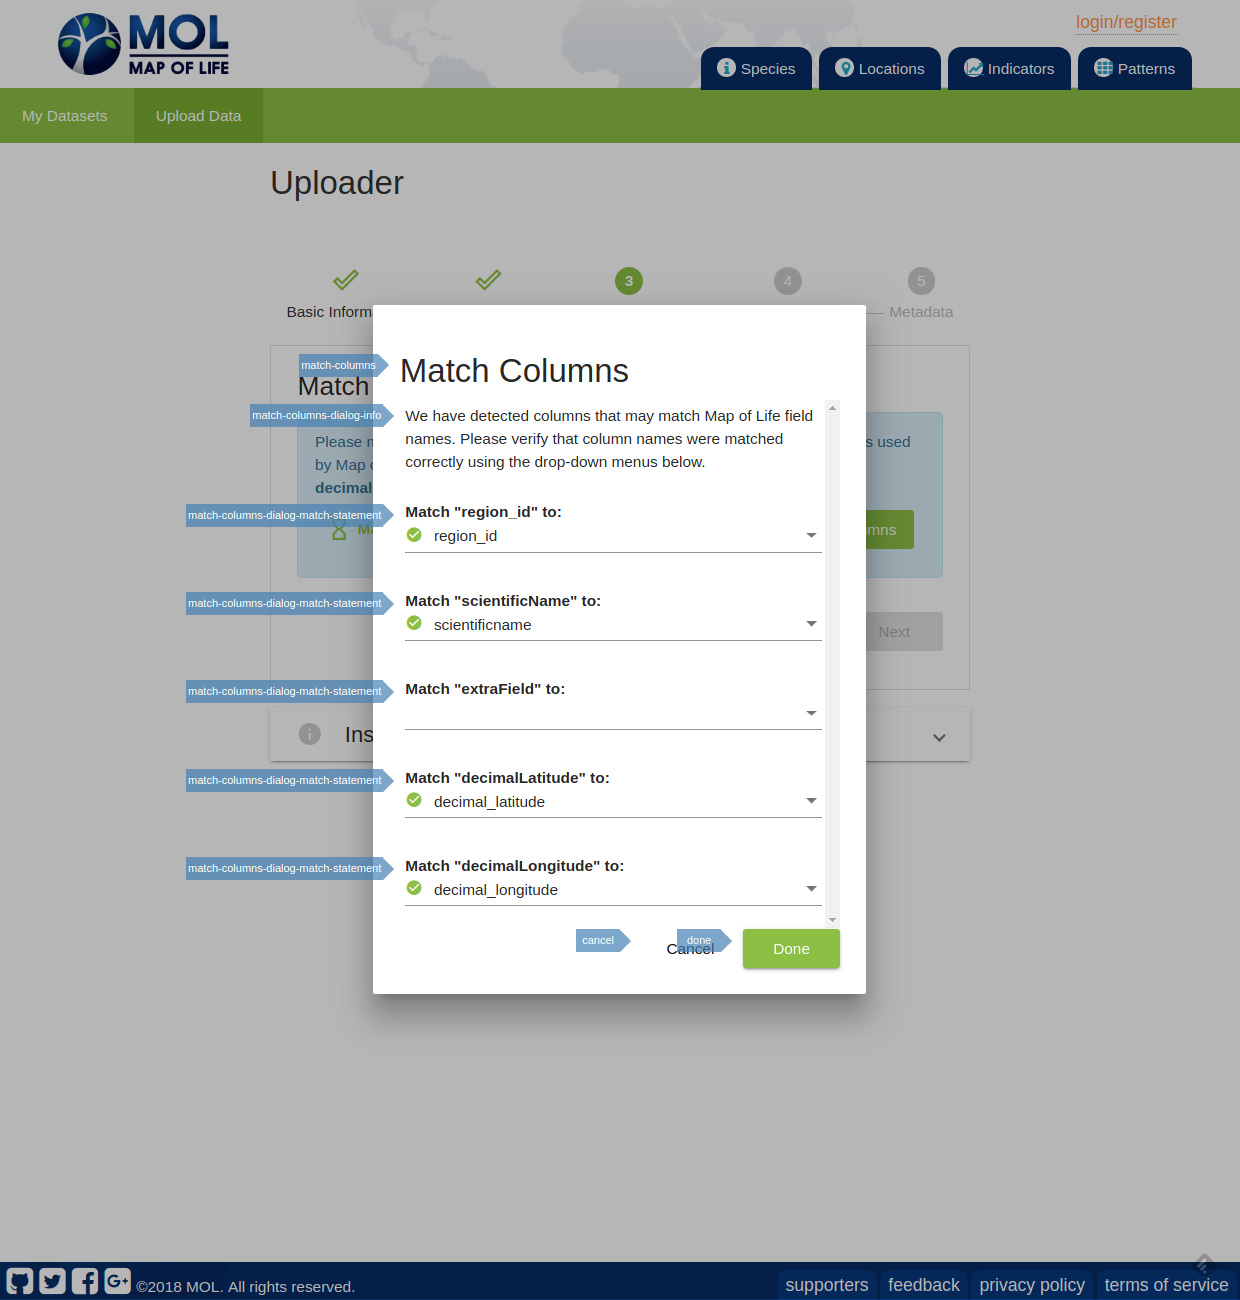 MOL
MAP OF LIFE
login/register
Species
Locations
Indicators
Patterns
My Datasets
Upload Data
Uploader
3
4
5
Basic Inform
Metadata
match-columns
Match Columns
Match
match-columns-dialog-info
We have detected columns that may match Map of Life field
names. Please verify that column names were matched
correctly using the drop-down menus below.
Please
s used
by Map
decimal
match-columns-dialog-match-statement
Match "region_id" to:
region_id
mns
match-columns-dialog-match-statement
Match "scientificName" to:
scientificname
Next
match-columns-dialog-match-statement
Match "extraField" to:
Ins
match-columns-dialog-match-statement
Match "decimalLatitude" to:
decimal_latitude
match-columns-dialog-match-statement
Match "decimalLongitude" to:
decimal_longitude
cancel
Cancel
done
Done
©2018 MOL. All rights reserved.
supporters
feedback
privacy policy
terms of service